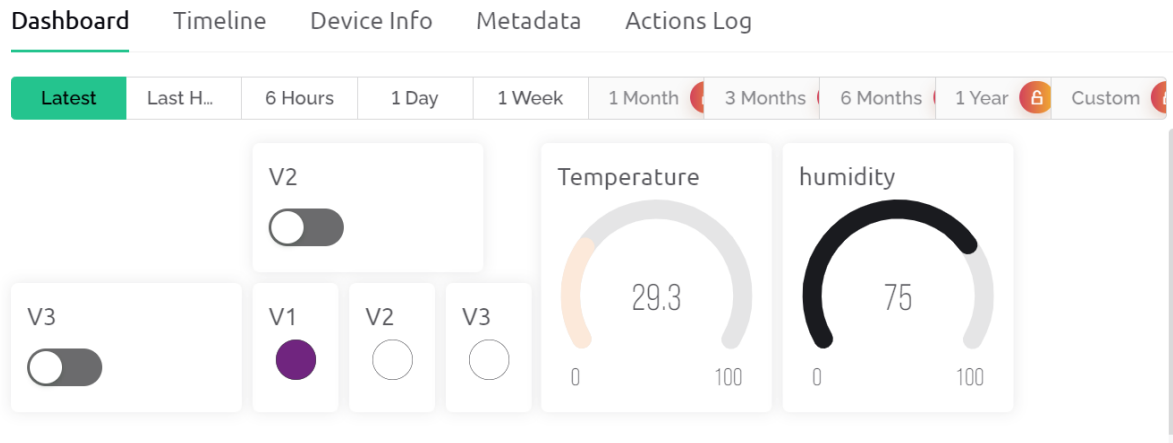 Dashboard Timeline Device Info Metadata Actions Log
Latest Last H... 6 Hours 1 Day 1 Week 1 Month 3 Months 6 Months 1 Year Custom
V2
Temperature
humidity
29.3
75
V3
V1
V2
V3
0 100
0 100